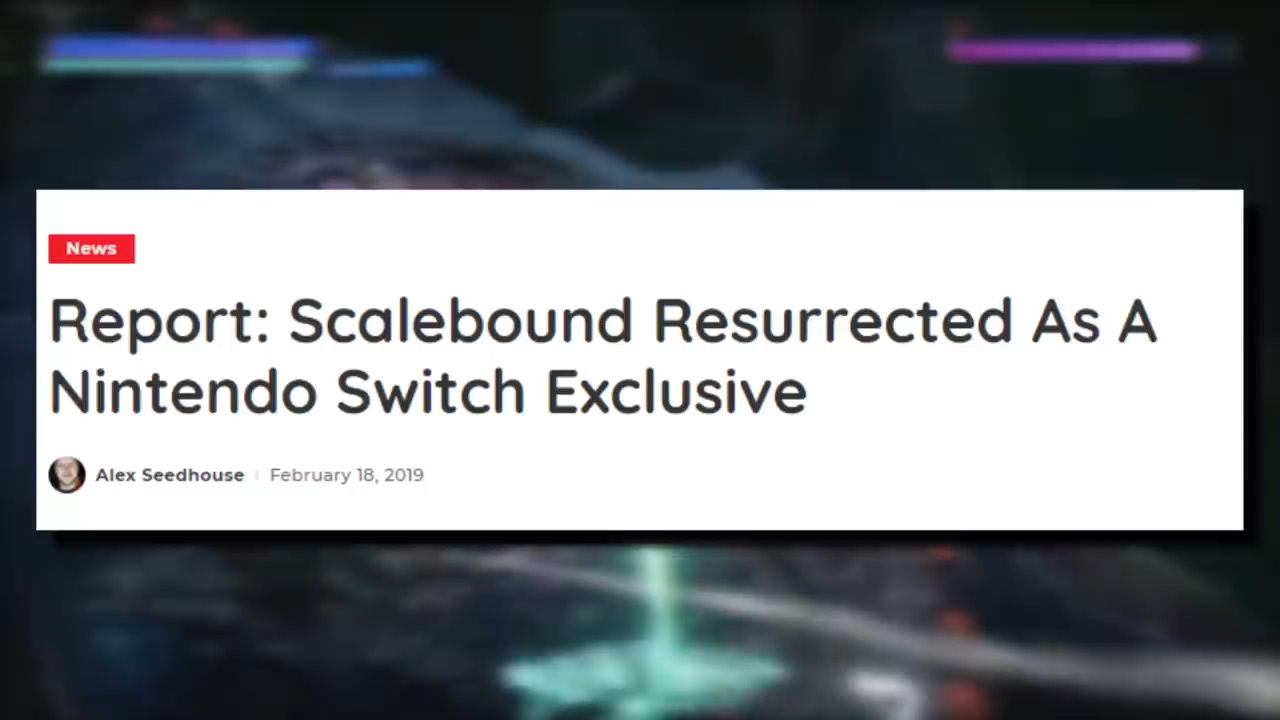 News
Report: Scalebound Resurrected As A
Nintendo Switch Exclusive
Alex Seedhouse February 18, 2019